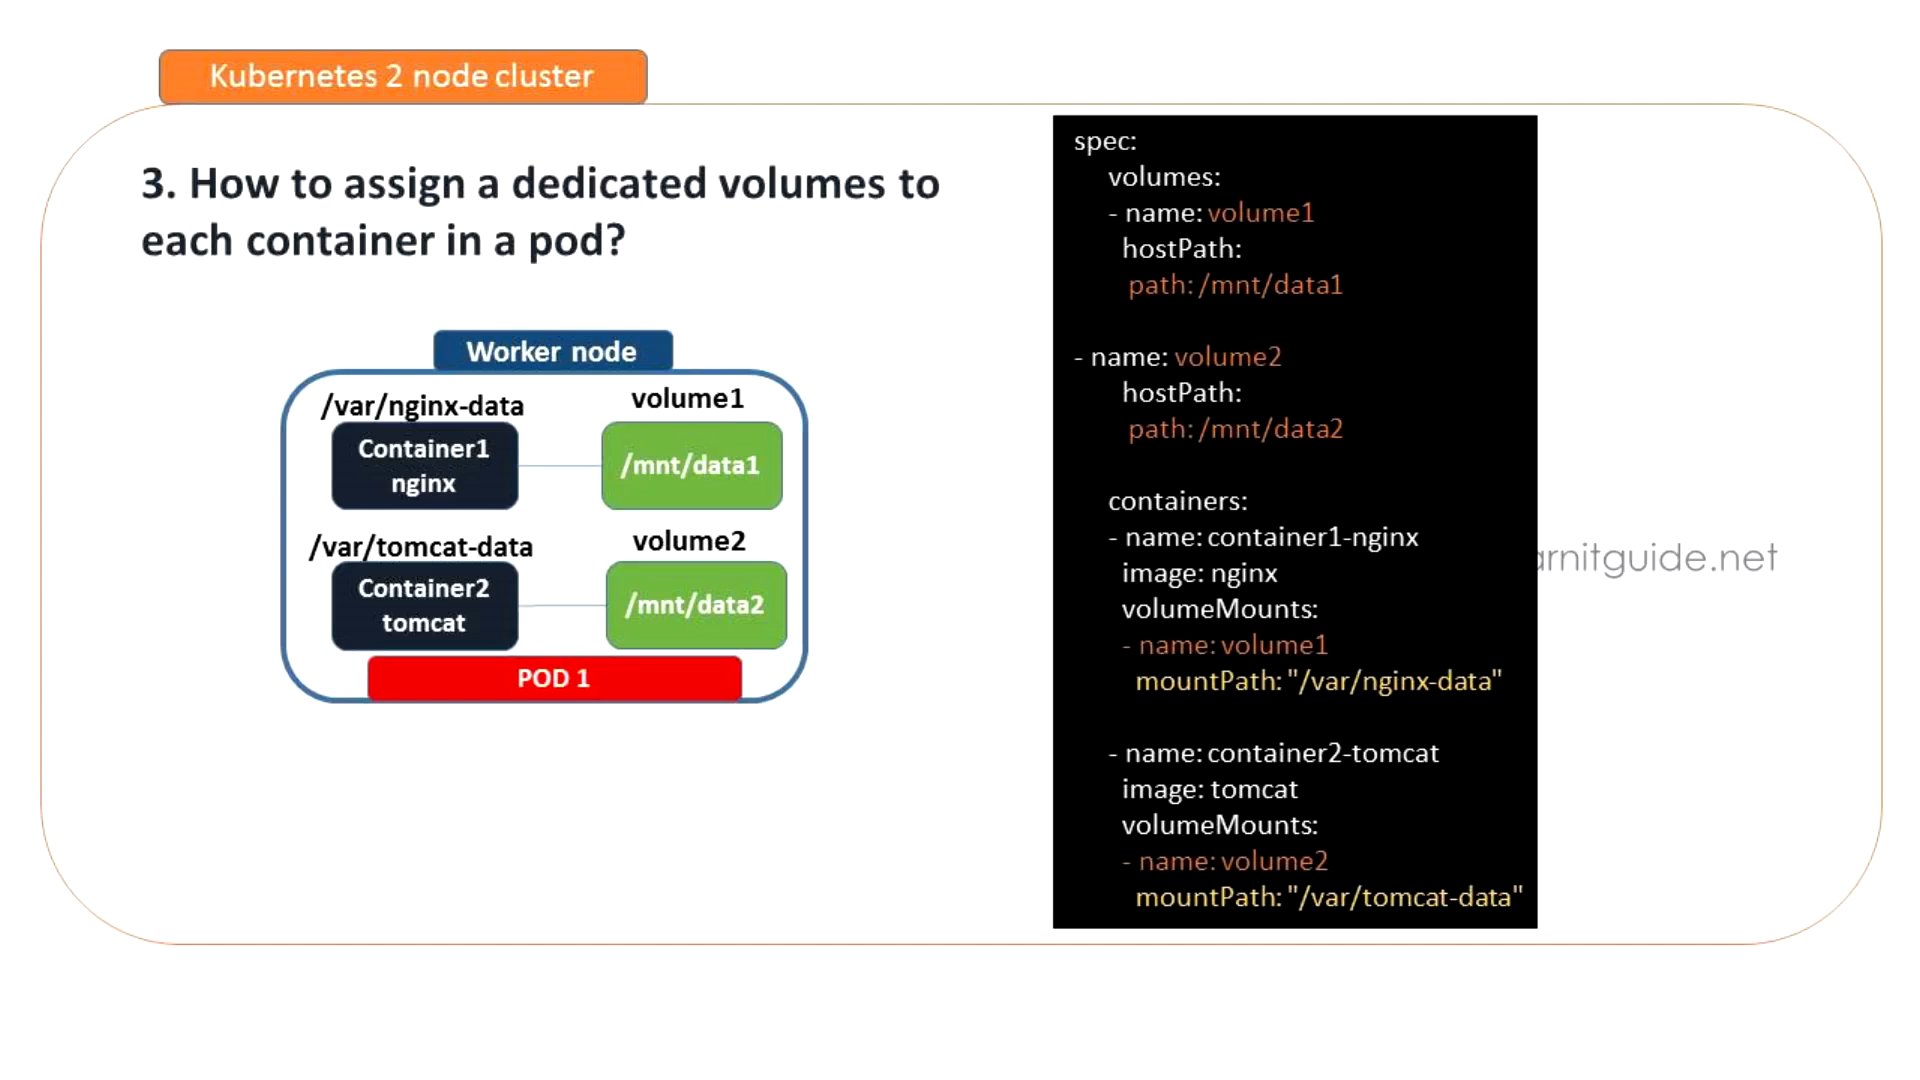 Kubernetes 2 node cluster
3. How to assign a dedicated volumes to
each container in a pod?
Worker node
/var/nginx-data
volume1
Container1
nginx
/mnt/data1
/var/tomcat-data
volume2
Container2
tomcat
/mnt/data2
POD 1
spec:
volumes:
- name: volume1
hostPath:
path: /mnt/data1
- name: volume2
hostPath:
path: /mnt/data2
containers:
- name: container1-nginx
image: nginx
volumeMounts:
- name: volume1
mountPath: "/var/nginx-data"
- name: container2-tomcat
image: tomcat
volumeMounts:
- name: volume2
mountPath: "/var/tomcat-data"
arnitguide.net